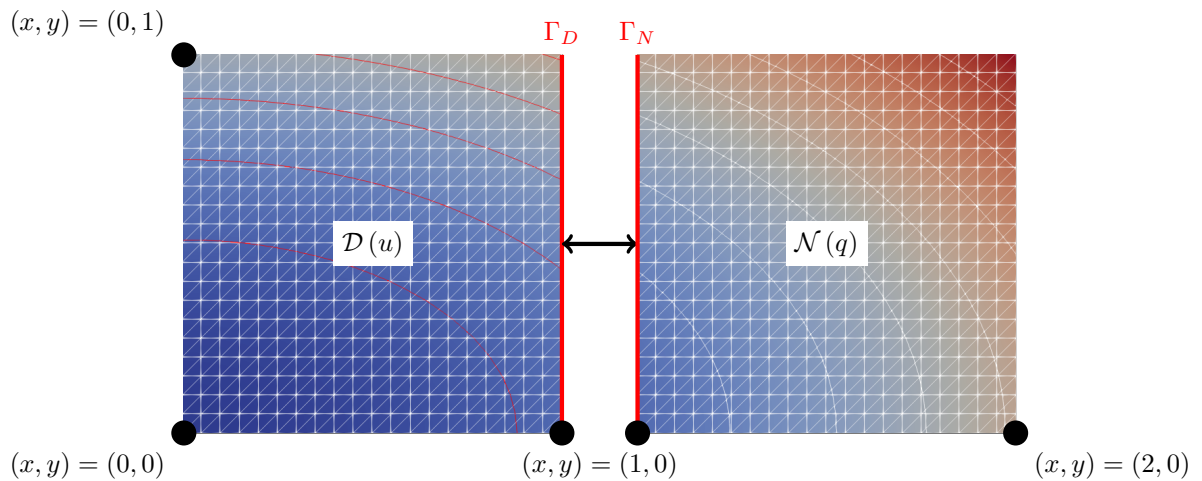 (x, y) = (0, 1)
Γ_D Γ_N
𝒟 (u) 𝒩 (q)
(x, y) = (0, 0) (x, y) = (1, 0) (x, y) = (2, 0)